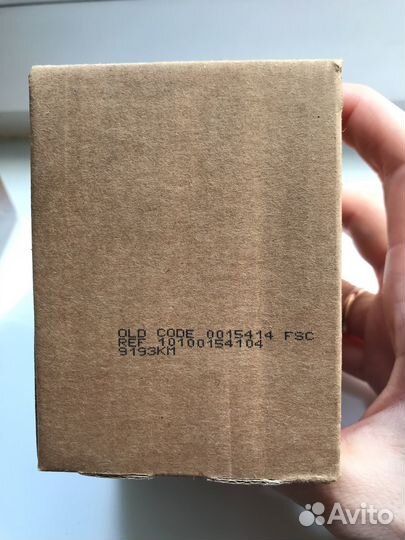 OLD CODE 0015414 FSC
REF 10100154104
9193KM
Avito